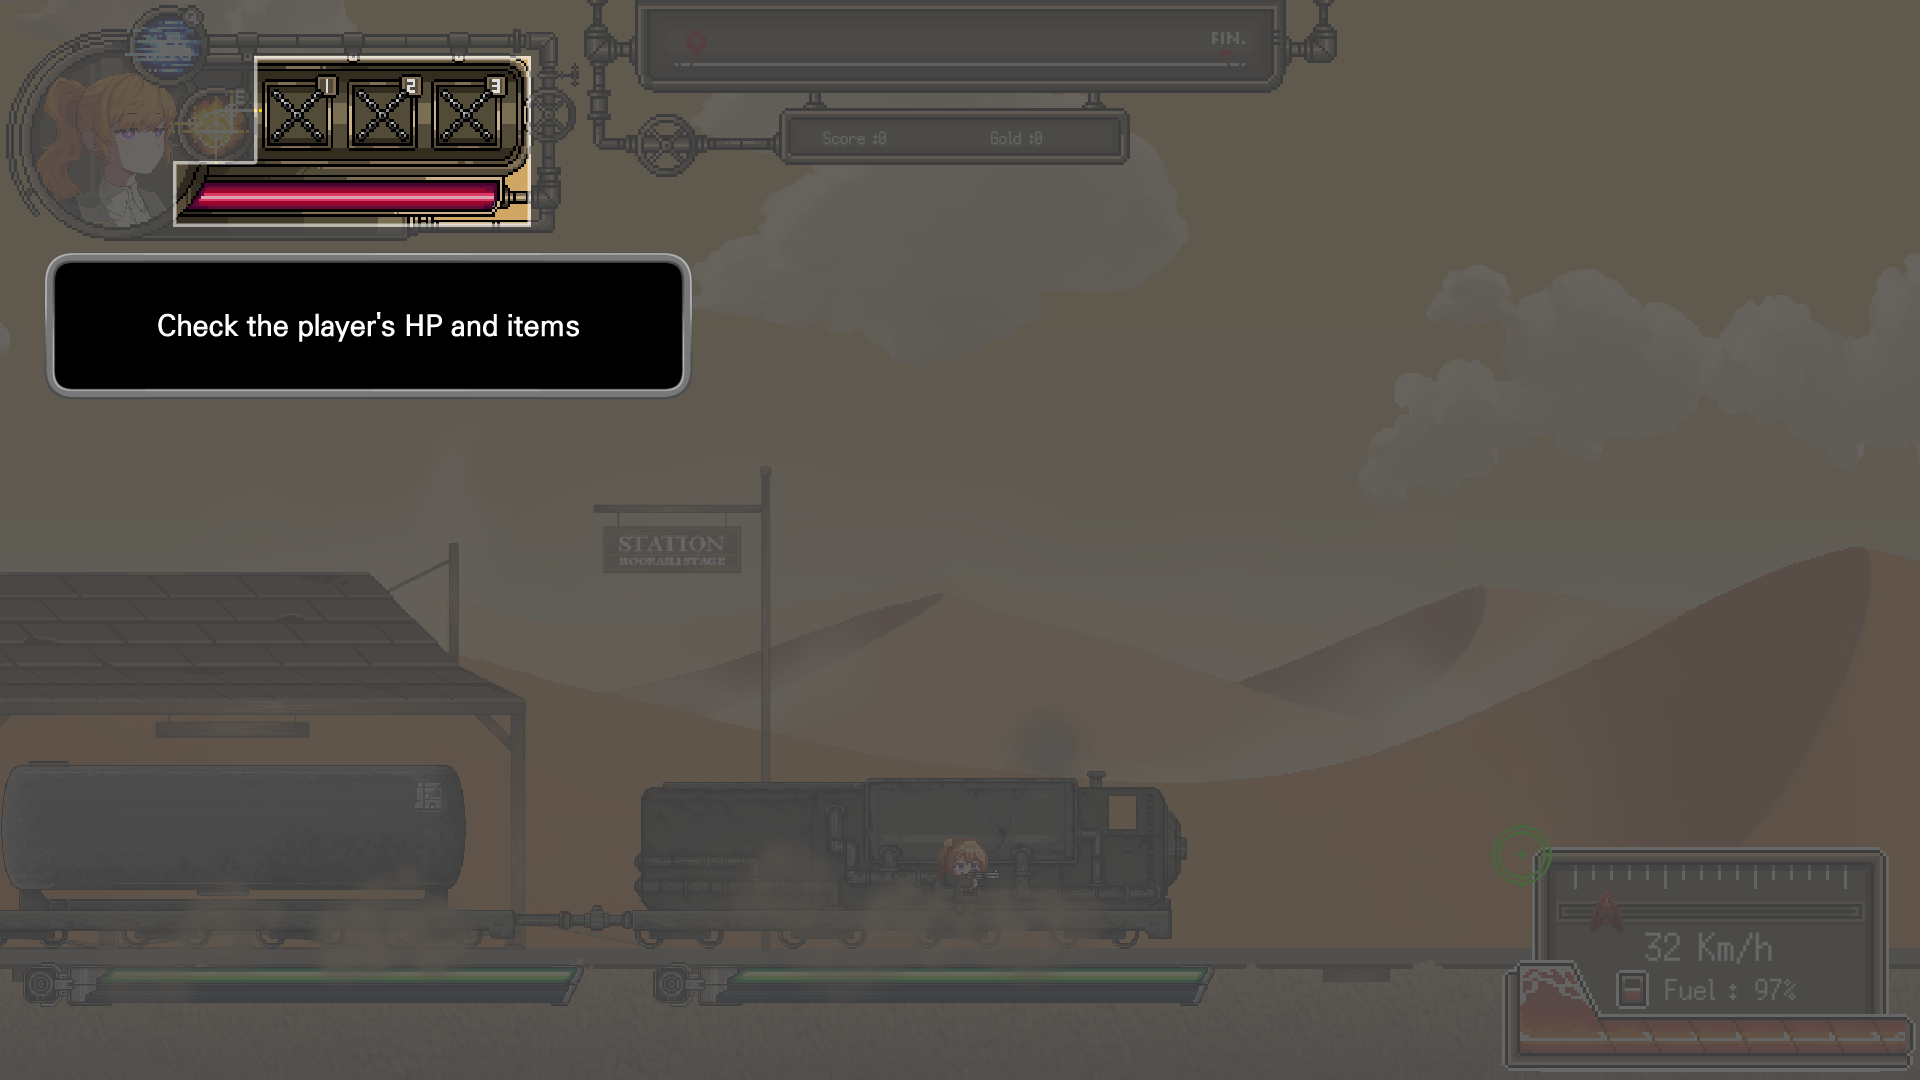 1 2 3
FIN.
Score :0 Gold :0
Check the player's HP and items
STATION
32 Km/h
Fuel : 97%